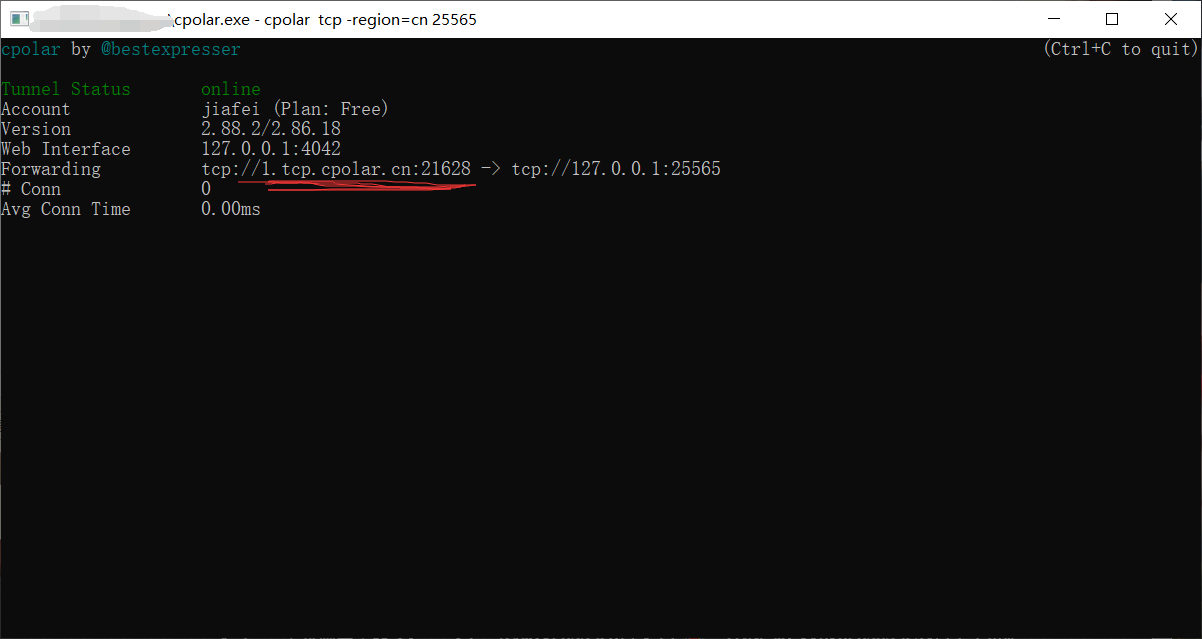 \cpolar.exe - cpolar  tcp -region=cn 25565
cpolar by @bestexpresser (Ctrl+C to quit)
Tunnel Status online
Account jiafei (Plan: Free)
Version 2.88.2/2.86.18
Web Interface 127.0.0.1:4042
Forwarding tcp://1.tcp.cpolar.cn:21628 -> tcp://127.0.0.1:25565
# Conn 0
Avg Conn Time 0.00ms